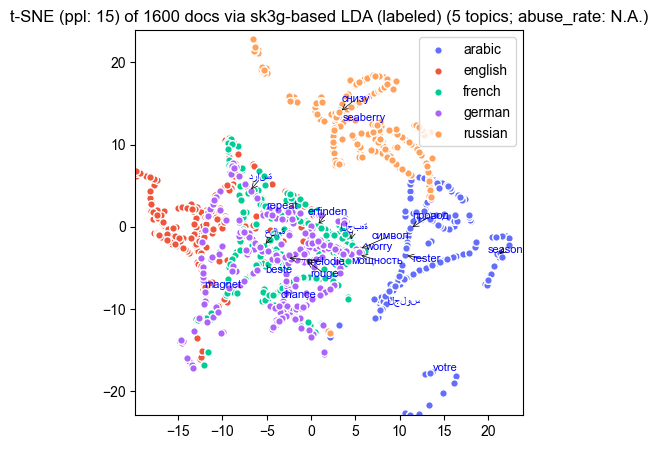 t-SNE (ppl: 15) of 1600 docs via sk3g-based LDA (labeled) (5 topics; abuse_rate: N.A.)
arabic
english
french
german
russian
снизу
seaberry
repeat
erfinden
провол
символ
worry
мощность
rester
season
melodie
beste
rouge
magnet
chance
votre
20
10
0
−10
−20
−15
−10
−5
0
5
10
15
20